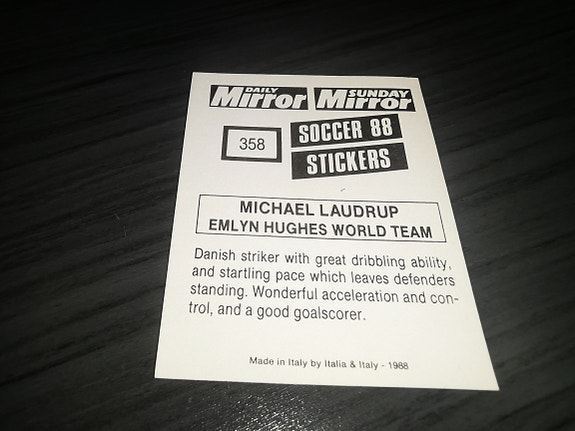 DAILY Mirror SUNDAY Mirror
358
SOCCER 88
STICKERS
MICHAEL LAUDRUP
EMLYN HUGHES WORLD TEAM
Danish striker with great dribbling ability,
and startling pace which leaves defenders
standing. Wonderful acceleration and con-
trol, and a good goalscorer.
Made in Italy by Italia & Italy - 1988